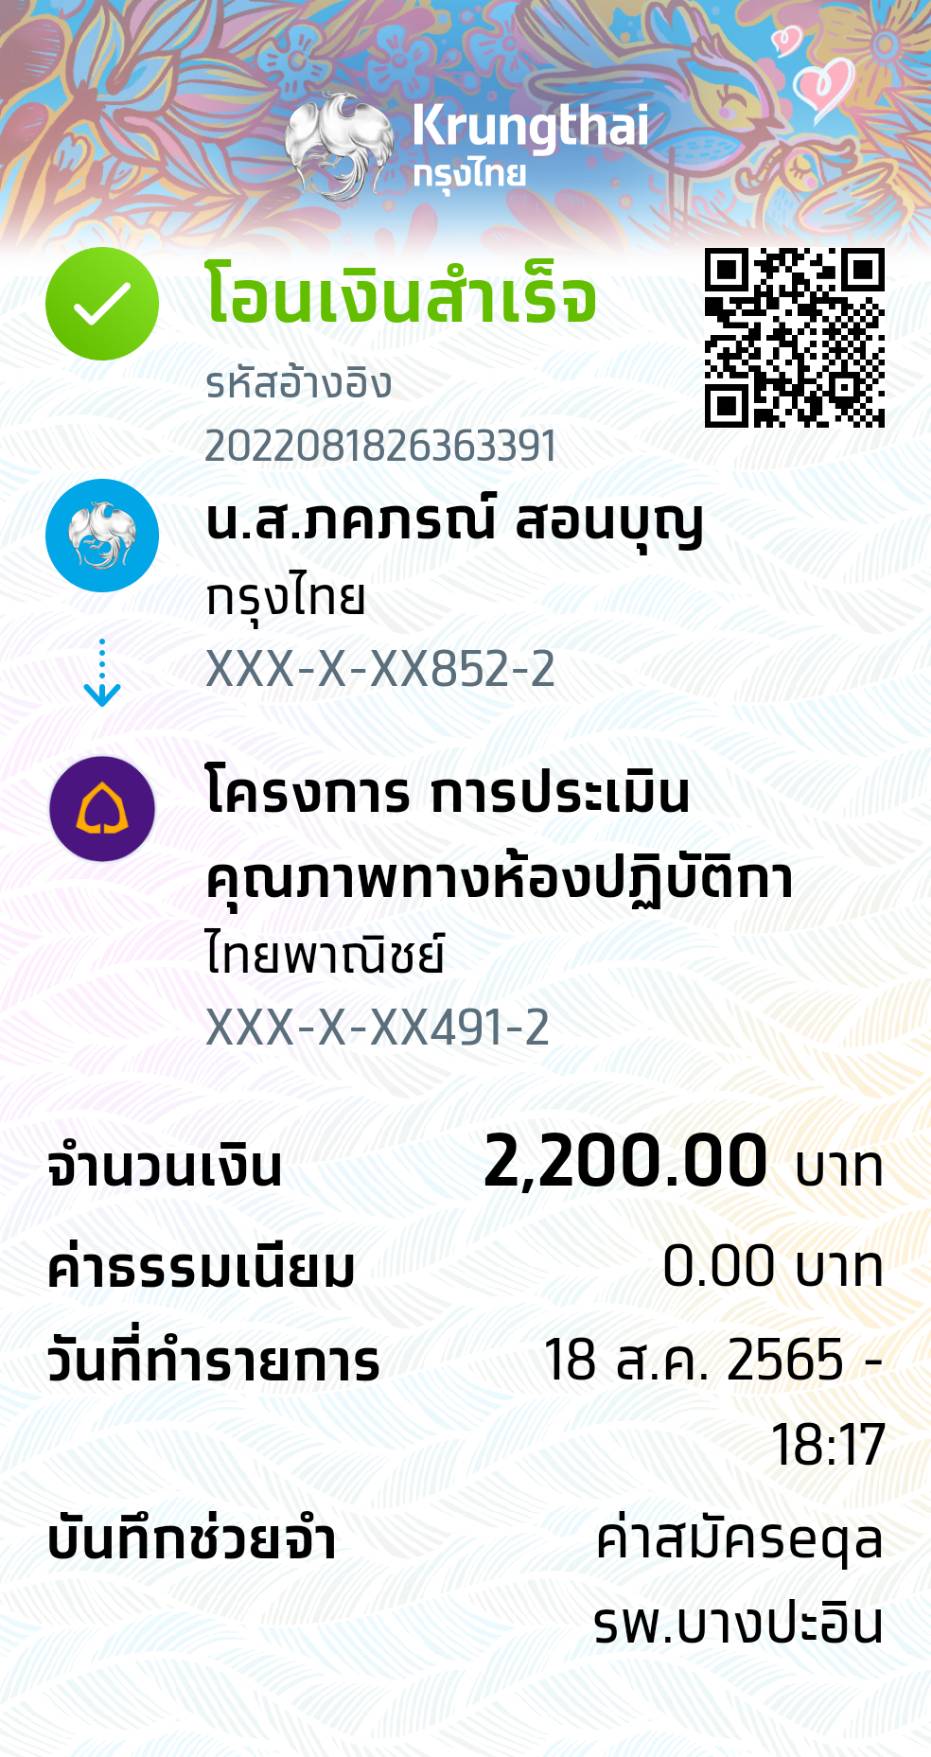 Krungthai
กรุงไทย
โอนเงินสำเร็จ
รหัสอ้างอิง
2022081826363391
น.ส.ภคภรณ์ สอนบุญ
กรุงไทย
XXX-X-XX852-2
โครงการ การประเมิน
คุณภาพทางห้องปฏิบัติกา
ไทยพาณิชย์
XXX-X-XX491-2
จำนวนเงิน 2,200.00 บาท
ค่าธรรมเนียม 0.00 บาท
วันที่ทำรายการ 18 ส.ค. 2565 -
18:17
บันทึกช่วยจำ ค่าสมัครeqa
รพ.บางปะอิน